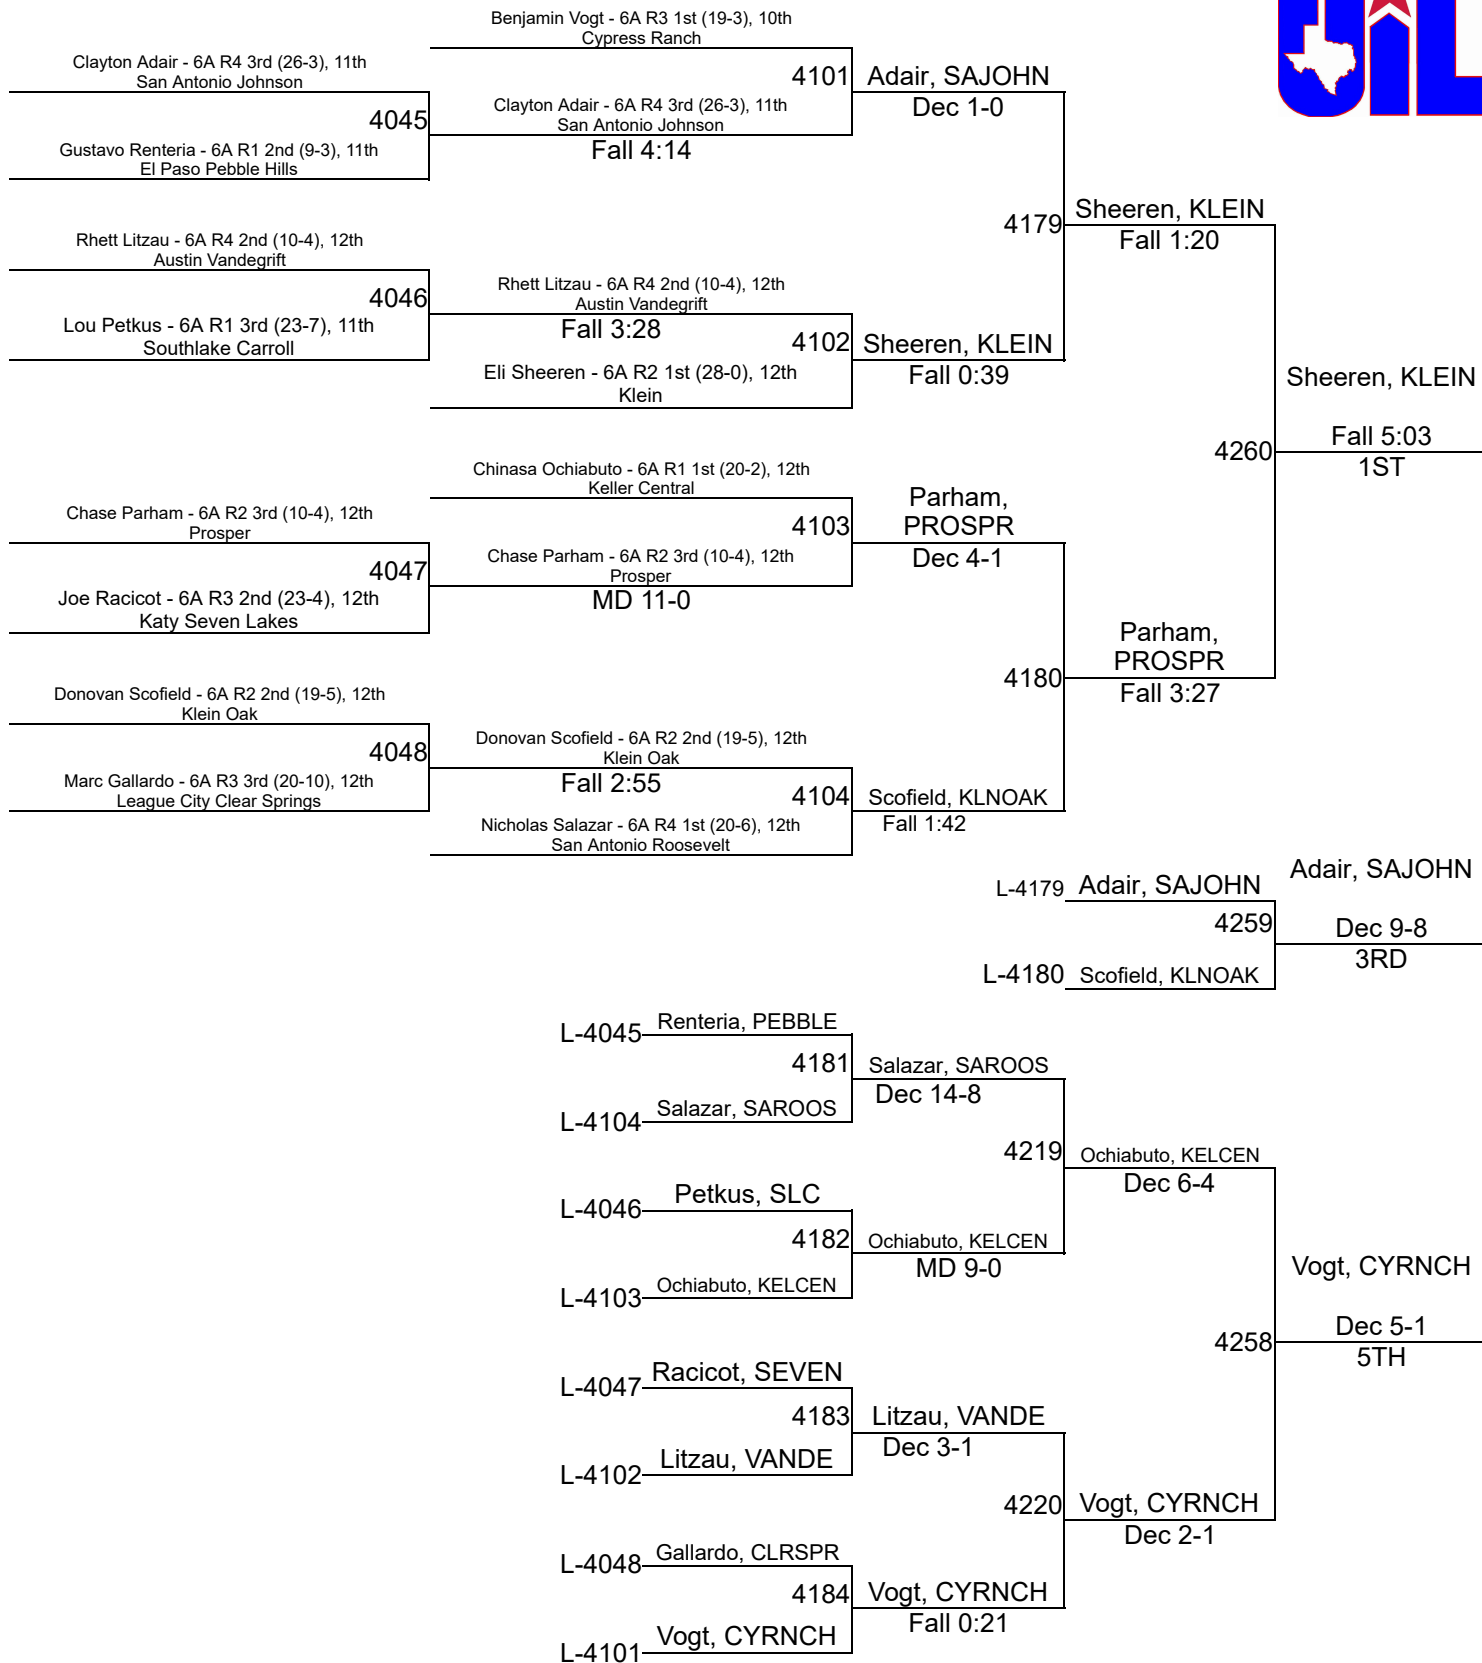 UIL
Benjamin Vogt - 6A R3 1st (19-3), 10th
Cypress Ranch
Clayton Adair - 6A R4 3rd (26-3), 11th
San Antonio Johnson
4101
Adair, SAJOHN
Dec 1-0
4045
Clayton Adair - 6A R4 3rd (26-3), 11th
San Antonio Johnson
Fall 4:14
Gustavo Renteria - 6A R1 2nd (9-3), 11th
El Paso Pebble Hills
4179
Sheeren, KLEIN
Fall 1:20
Rhett Litzau - 6A R4 2nd (10-4), 12th
Austin Vandegrift
4046
Rhett Litzau - 6A R4 2nd (10-4), 12th
Austin Vandegrift
Fall 3:28
Lou Petkus - 6A R1 3rd (23-7), 11th
Southlake Carroll
4102
Sheeren, KLEIN
Fall 0:39
Eli Sheeren - 6A R2 1st (28-0), 12th
Klein
Sheeren, KLEIN
4260
Fall 5:03
1ST
Chinasa Ochiabuto - 6A R1 1st (20-2), 12th
Keller Central
Chase Parham - 6A R2 3rd (10-4), 12th
Prosper
4103
Parham,
PROSPR
Dec 4-1
4047
Chase Parham - 6A R2 3rd (10-4), 12th
Prosper
MD 11-0
Joe Racicot - 6A R3 2nd (23-4), 12th
Katy Seven Lakes
4180
Parham,
PROSPR
Fall 3:27
Donovan Scofield - 6A R2 2nd (19-5), 12th
Klein Oak
4048
Donovan Scofield - 6A R2 2nd (19-5), 12th
Klein Oak
Fall 2:55
Marc Gallardo - 6A R3 3rd (20-10), 12th
League City Clear Springs
4104
Scofield, KLNOAK
Fall 1:42
Nicholas Salazar - 6A R4 1st (20-6), 12th
San Antonio Roosevelt
L-4179
Adair, SAJOHN
Adair, SAJOHN
4259
Dec 9-8
3RD
L-4180
Scofield, KLNOAK
L-4045
Renteria, PEBBLE
4181
Salazar, SAROOS
Dec 14-8
L-4104
Salazar, SAROOS
4219
Ochiabuto, KELCEN
Dec 6-4
L-4046
Petkus, SLC
4182
Ochiabuto, KELCEN
MD 9-0
L-4103
Ochiabuto, KELCEN
Vogt, CYRNCH
4258
Dec 5-1
5TH
L-4047
Racicot, SEVEN
4183
Litzau, VANDE
Dec 3-1
L-4102
Litzau, VANDE
4220
Vogt, CYRNCH
Dec 2-1
L-4048
Gallardo, CLRSPR
4184
Vogt, CYRNCH
Fall 0:21
L-4101
Vogt, CYRNCH